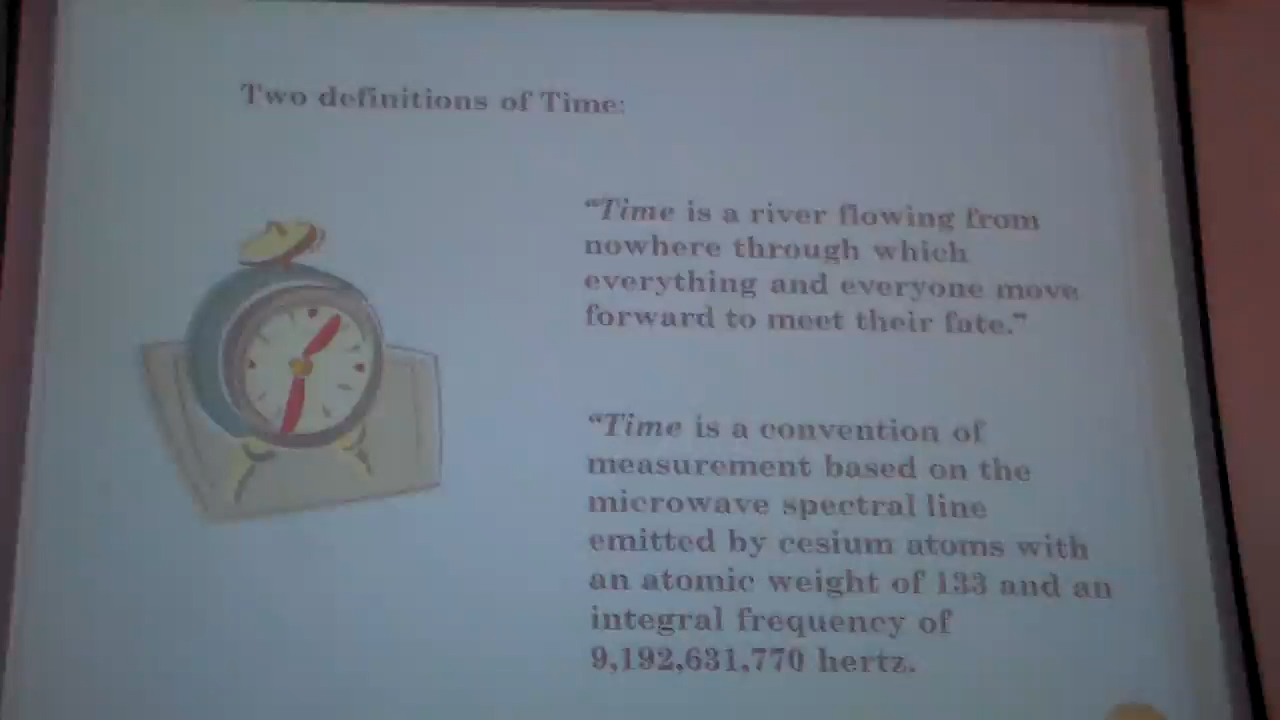 Two definitions of Time:
“Time is a river flowing from
nowhere through which
everything and everyone move
forward to meet their fate.”
“Time is a convention of
measurement based on the
microwave spectral line
emitted by cesium atoms with
an atomic weight of 133 and an
integral frequency of
9,192,631,770 hertz.